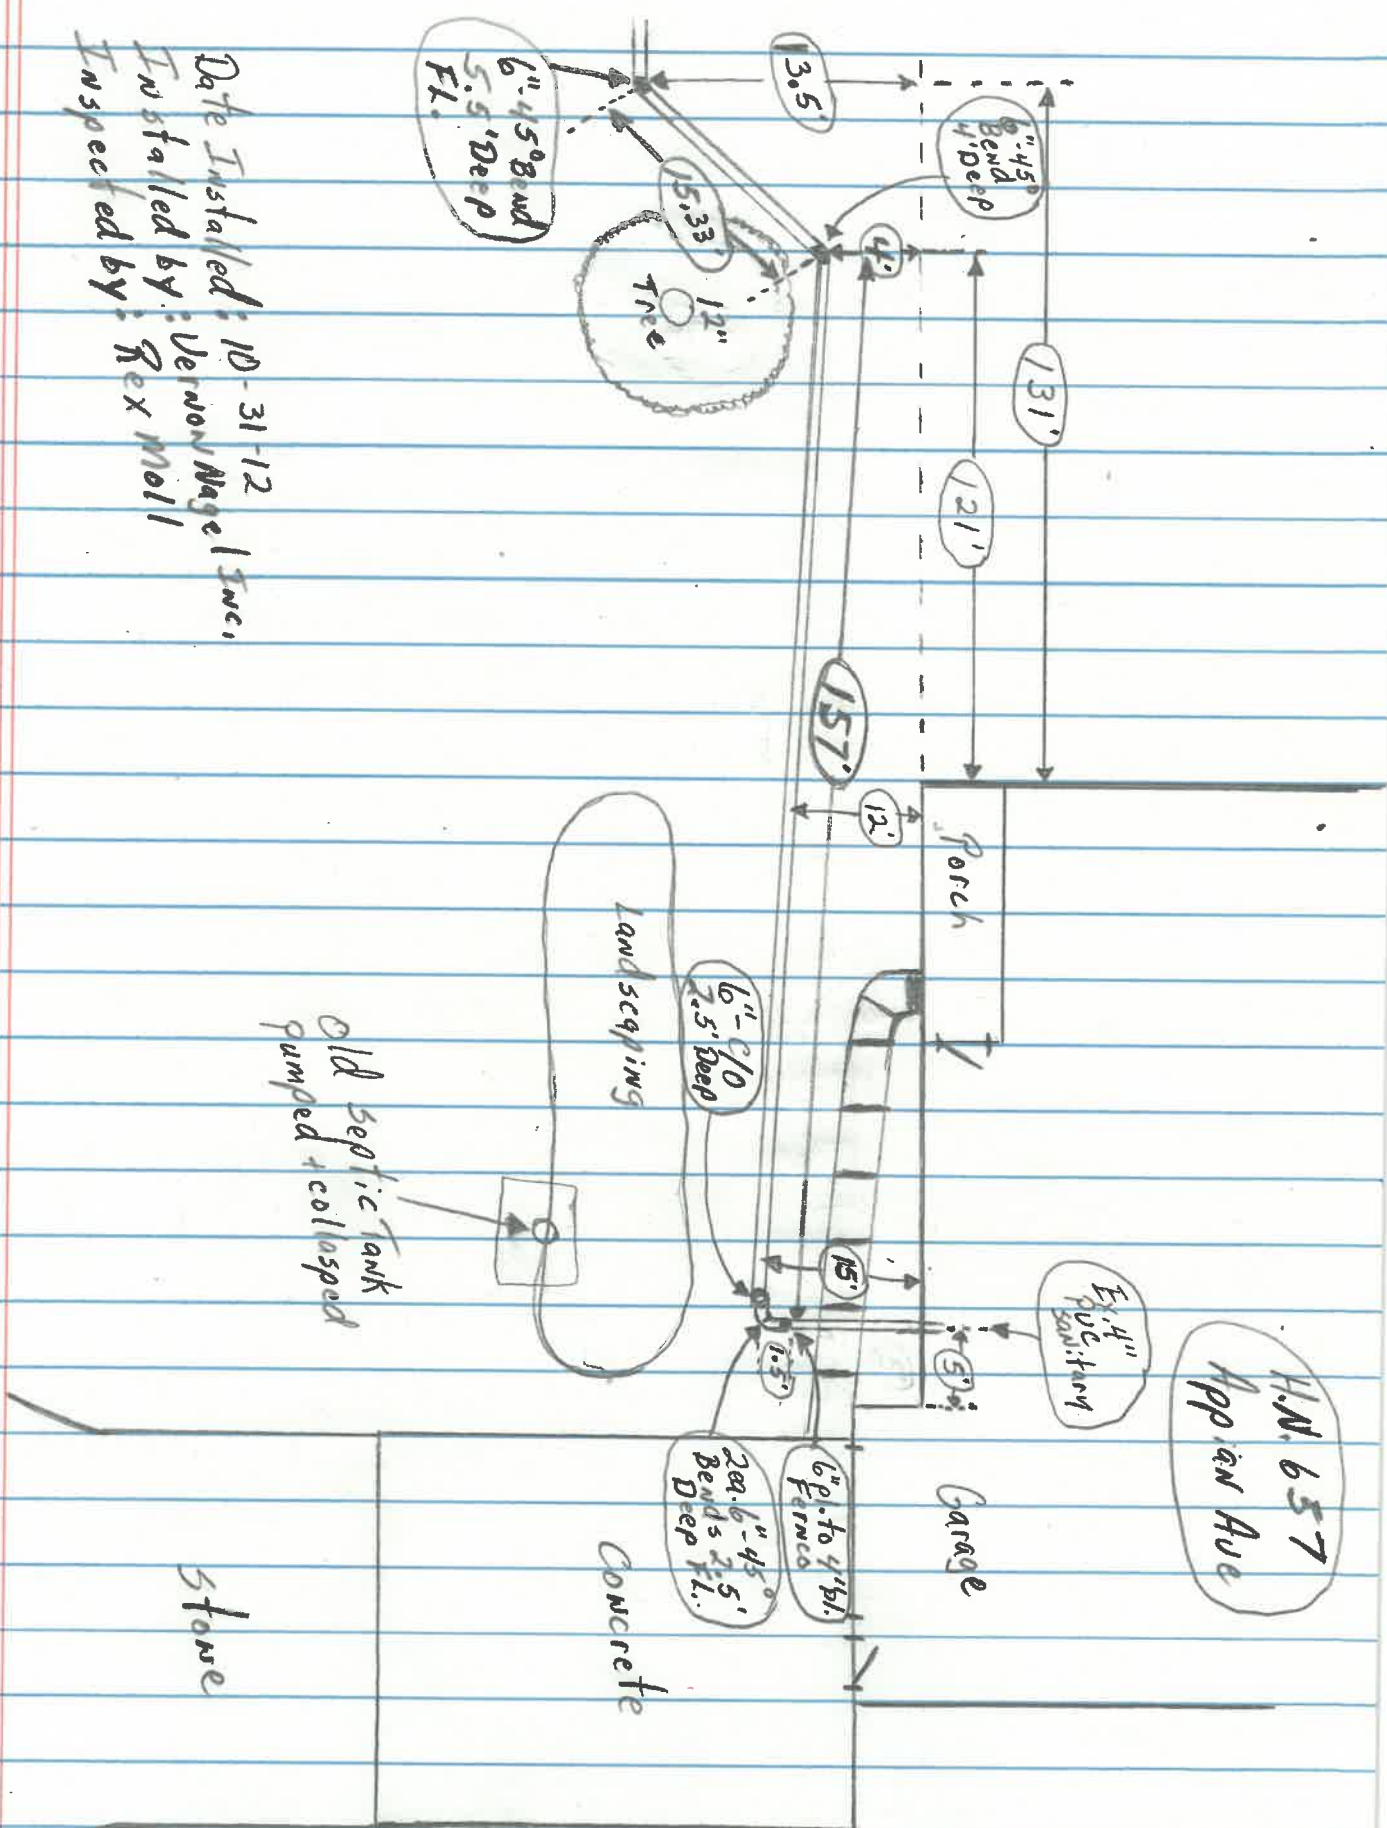 H.N. 657
Appian Ave
131'
121'
6"-45°
Bend
4' Deep
13.5'
4'
15.33'
6"-45° Bend
5.5' Deep
FL.
12"
Tree
157'
12'
Porch
Landscaping
6"-C/O
2.5' Deep
15'
Ex. 4"
PVC
Sanitary
5'
1.5'
Garage
6" pl. to 4" pl.
Fernco
2ea. 6"-45°
Bends 2.5'
Deep FL.
Concrete
Stone
Old Septic Tank
Pumped + collasped
Date Installed: 10-31-12
Installed by: Vernon Nagel Inc.
Inspected by: Rex Moll